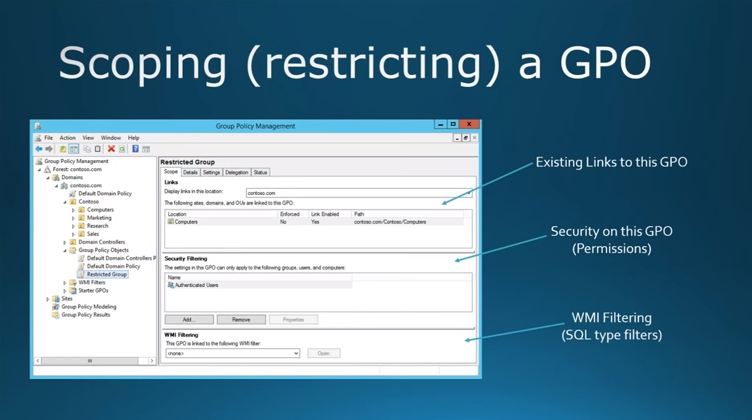 Scoping (restricting) a GPO
Group Policy Management
File Action View Window Help
Group Policy Management
Forest: contoso.com
Domains
contoso.com
Default Domain Policy
Contoso
Computers
Marketing
Research
Sales
Domain Controllers
Group Policy Objects
Default Domain Controllers P
Default Domain Policy
Restricted Group
WMI Filters
Starter GPOs
Sites
Group Policy Modeling
Group Policy Results
Restricted Group
Scope Details Settings Delegation Status
Links
Display links in this location: contoso.com
The following sites, domains, and OUs are linked to this GPO:
Location Enforced Link Enabled Path
Computers No Yes contoso.com/Contoso/Computers
Security Filtering
The settings in this GPO can only apply to the following groups, users, and computers:
Name
Authenticated Users
Add... Remove Properties
WMI Filtering
This GPO is linked to the following WMI filter:
<none> Open
Existing Links to this GPO
Security on this GPO
(Permissions)
WMI Filtering
(SQL type filters)